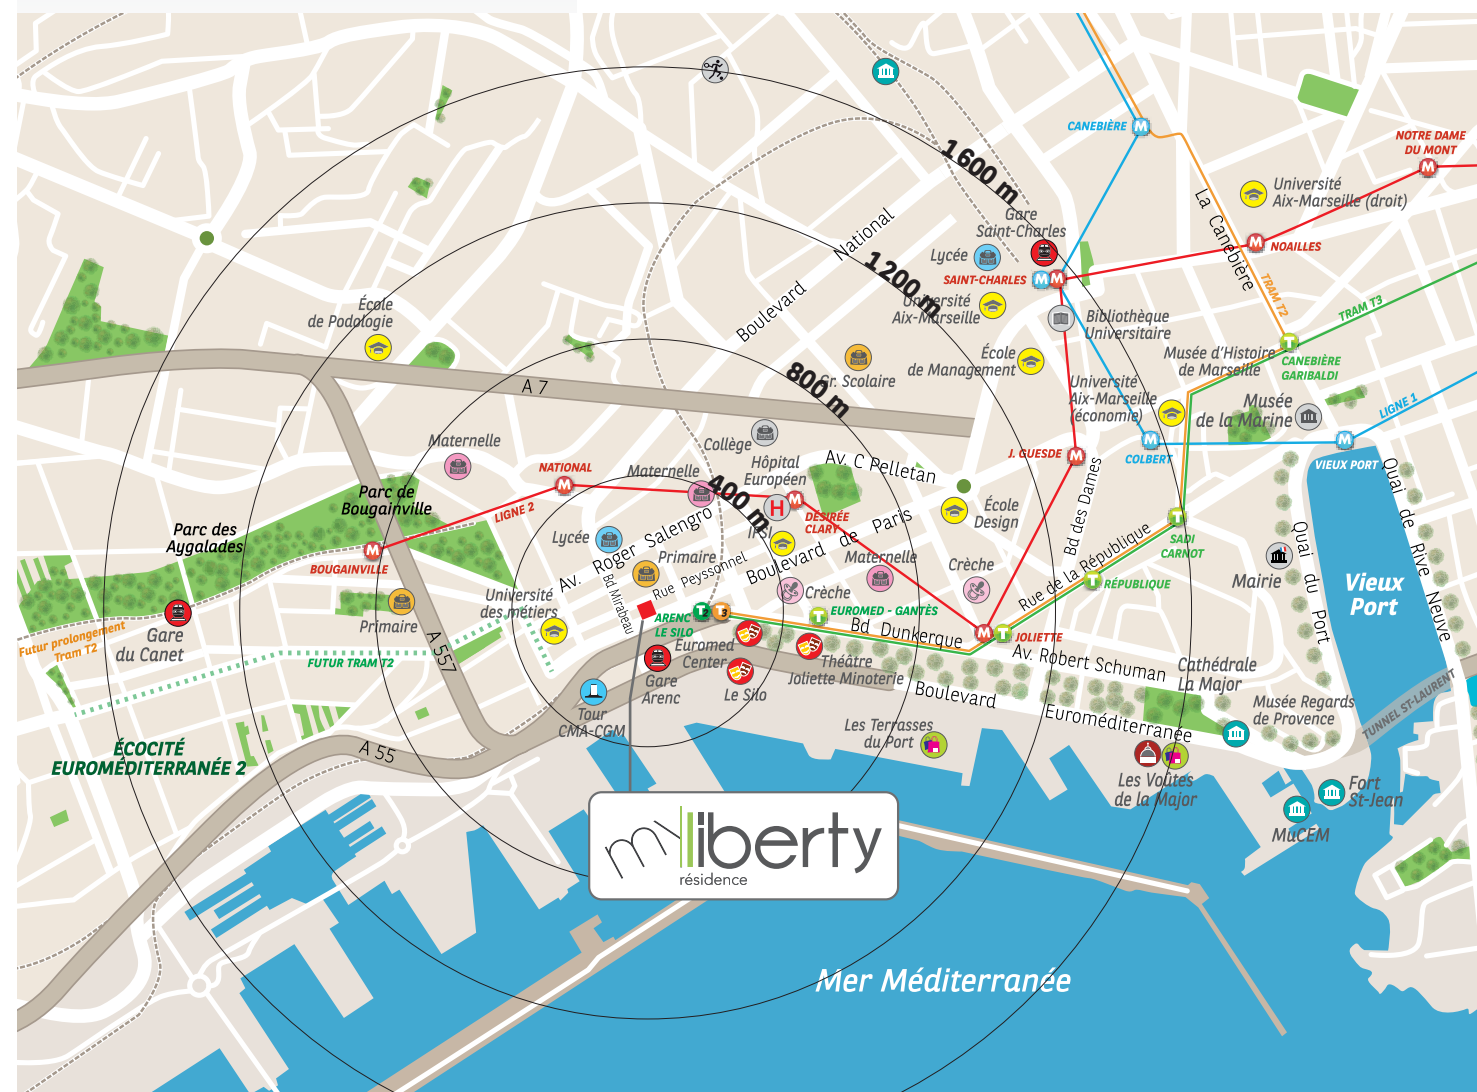 CANEBIÈRE
NOTRE DAME
DU MONT
1 600 m
Université
Aix-Marseille (droit)
La Canebière
Gare
Saint-Charles
National
Lycée
NOAILLES
1 200 m
SAINT-CHARLES
TRAM T2
TRAM T3
Boulevard
Université
Aix-Marseille
École
de Podologie
Bibliothèque
Universitaire
Musée d'Histoire
de Marseille
CANEBIÈRE
GARIBALDI
École
de Management
800 m
Gr. Scolaire
A 7
Université
Aix-Marseille
(économie)
Musée
de la Marine
LIGNE 1
Maternelle
Collège
J. GUESDE
COLBERT
VIEUX PORT
NATIONAL
Maternelle
Hôpital
Européen
H
Av. C Pelletan
Parc de
Bougainville
400 m
LIGNE 2
DÉSIRÉE
CLARY
École
Design
Bd des Dames
Quai de Rive Neuve
Parc des
Aygalades
Lycée
Av. Roger Salengro
IFSI
Boulevard de Paris
SADI
CARNOT
Quai du Port
BOUGAINVILLE
Primaire
Rue Peyssonnel
Bd Mirabeau
Maternelle
Crèche
Crèche
Rue de la République
RÉPUBLIQUE
Mairie
Vieux
Port
Université
des métiers
Primaire
ARENC
LE SILO
T2
T3
EUROMED - GANTÈS
Bd Dunkerque
JOLIETTE
Gare
du Canet
Futur prolongement
Tram T2
A 557
FUTUR TRAM T2
Euromed
Center
Gare
Arenc
Le Silo
Théâtre
Joliette Minoterie
Av. Robert Schuman
Cathédrale
La Major
Boulevard
Euroméditerranée
Musée Regards
de Provence
TUNNEL ST-LAURENT
Tour
CMA-CGM
Les Terrasses
du Port
ÉCOCITÉ
EUROMÉDITERRANÉE 2
A 55
Les Voûtes
de la Major
Fort
St-Jean
MuCEM
my liberty
résidence
Mer Méditerranée